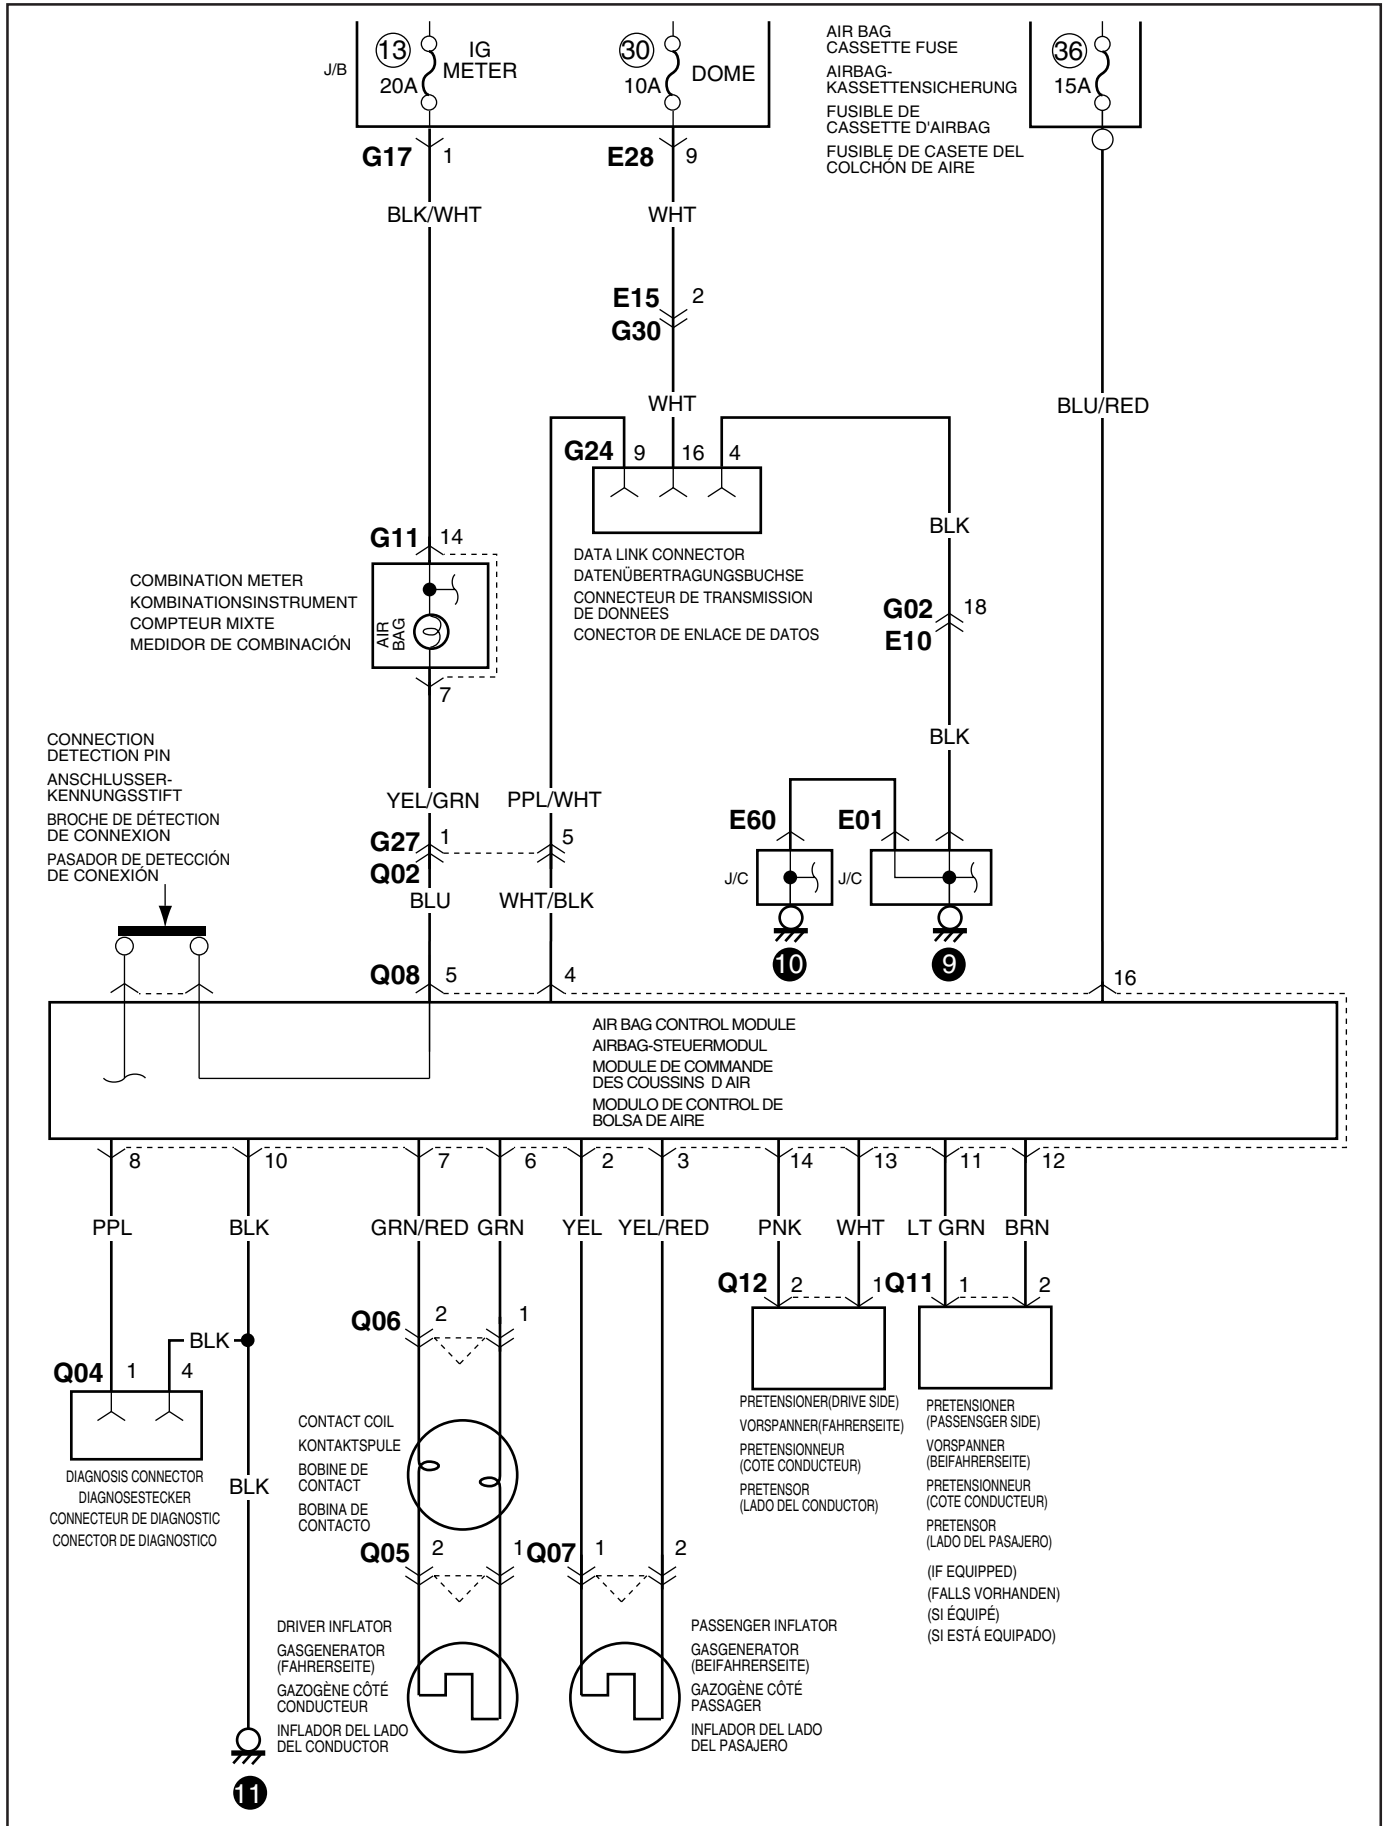 J/B
13
20A
IG
METER
30
10A
DOME
AIR BAG
CASSETTE FUSE
AIRBAG-
KASSETTENSICHERUNG
FUSIBLE DE
CASSETTE D'AIRBAG
FUSIBLE DE CASETE DEL
COLCHÓN DE AIRE
36
15A
G17 1
E28 9
BLK/WHT
WHT
E15 2
G30
WHT
BLU/RED
G24 9 16 4
BLK
G11 14
DATA LINK CONNECTOR
DATENÜBERTRAGUNGSBUCHSE
CONNECTEUR DE TRANSMISSION
DE DONNEES
CONECTOR DE ENLACE DE DATOS
COMBINATION METER
KOMBINATIONSINSTRUMENT
COMPTEUR MIXTE
MEDIDOR DE COMBINACIÓN
AIR
BAG
7
G02 18
E10
BLK
CONNECTION
DETECTION PIN
ANSCHLUSSER-
KENNUNGSSTIFT
BROCHE DE DÉTECTION
DE CONNEXION
PASADOR DE DETECCIÓN
DE CONEXIÓN
YEL/GRN PPL/WHT
G27 1 5
Q02
BLU WHT/BLK
E60 E01
J/C J/C
10 9
Q08 5 4 16
AIR BAG CONTROL MODULE
AIRBAG-STEUERMODUL
MODULE DE COMMANDE
DES COUSSINS D AIR
MODULO DE CONTROL DE
BOLSA DE AIRE
8 10 7 6 2 3 14 13 11 12
PPL BLK GRN/RED GRN YEL YEL/RED PNK WHT LT GRN BRN
Q12 2 1 Q11 1 2
Q06 2 1
BLK
Q04 1 4
DIAGNOSIS CONNECTOR
DIAGNOSESTECKER
CONNECTEUR DE DIAGNOSTIC
CONECTOR DE DIAGNOSTICO
BLK
CONTACT COIL
KONTAKTSPULE
BOBINE DE
CONTACT
BOBINA DE
CONTACTO
PRETENSIONER(DRIVE SIDE)
VORSPANNER(FAHRERSEITE)
PRETENSIONNEUR
(COTE CONDUCTEUR)
PRETENSOR
(LADO DEL CONDUCTOR)
PRETENSIONER
(PASSENSGER SIDE)
VORSPANNER
(BEIFAHRERSEITE)
PRETENSIONNEUR
(COTE CONDUCTEUR)
PRETENSOR
(LADO DEL PASAJERO)
(IF EQUIPPED)
(FALLS VORHANDEN)
(SI ÉQUIPÉ)
(SI ESTÁ EQUIPADO)
Q05 2 1 Q07 1 2
DRIVER INFLATOR
GASGENERATOR
(FAHRERSEITE)
GAZOGÈNE CÔTÉ
CONDUCTEUR
INFLADOR DEL LADO
DEL CONDUCTOR
PASSENGER INFLATOR
GASGENERATOR
(BEIFAHRERSEITE)
GAZOGÈNE CÔTÉ
PASSAGER
INFLADOR DEL LADO
DEL PASAJERO
11